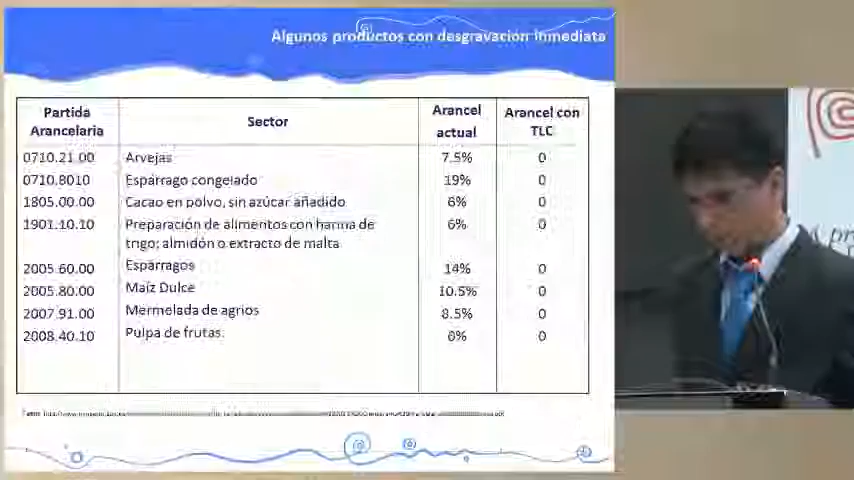 Algunos productos con desgravación inmediata
Partida Arancelaria Sector Arancel actual Arancel con TLC
0710.21.00 Arvejas 7.5% 0
0710.8010 Espárrago congelado 19% 0
1805.00.00 Cacao en polvo, sin azúcar añadido 6% 0
1901.10.10 Preparación de alimentos con harina de 6% 0
trigo; almidón o extracto de malta
2005.60.00 Espárragos 14% 0
2005.80.00 Maíz Dulce 10.5% 0
2007.91.00 Mermelada de agrios 8.5% 0
2008.40.10 Pulpa de frutas. 6% 0